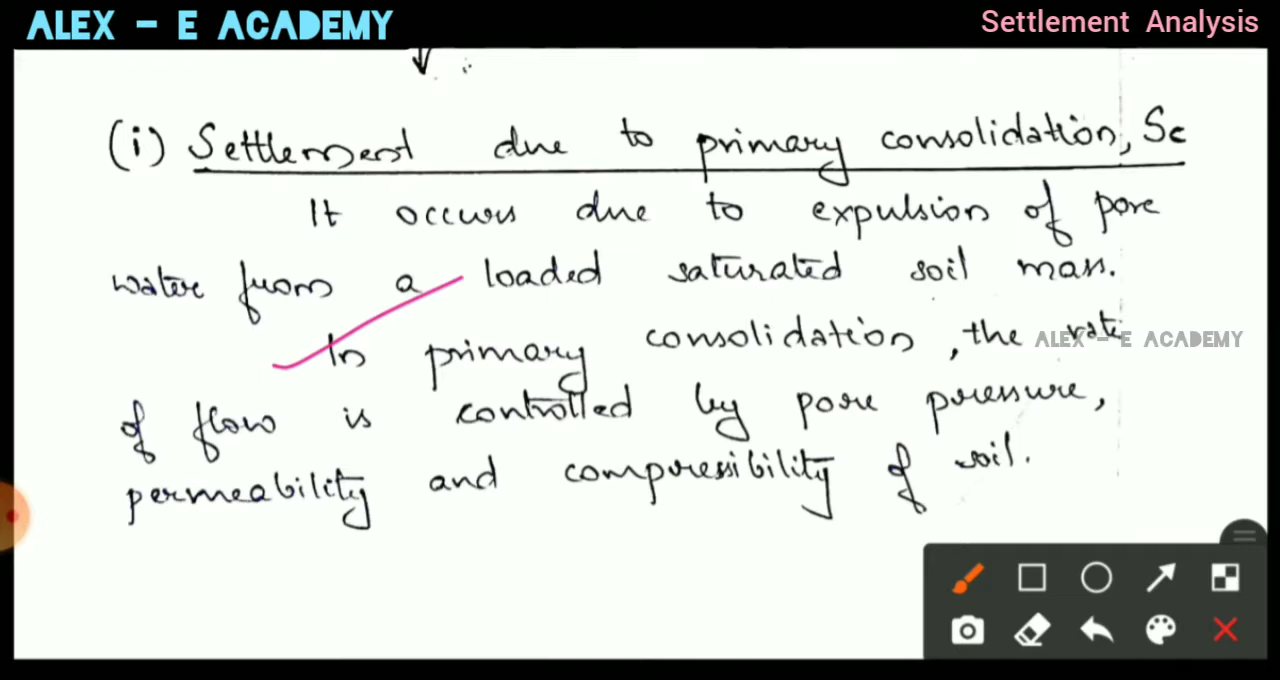 ALEX - E ACADEMY
Settlement Analysis
(i) Settlement due to primary consolidation, Sc
It occurs due to expulsion of pore
water from a loaded saturated soil mass.
In primary consolidation, the rate
ALEX - E ACADEMY
of flow is controlled by pore pressure,
permeability and compressibility of soil.